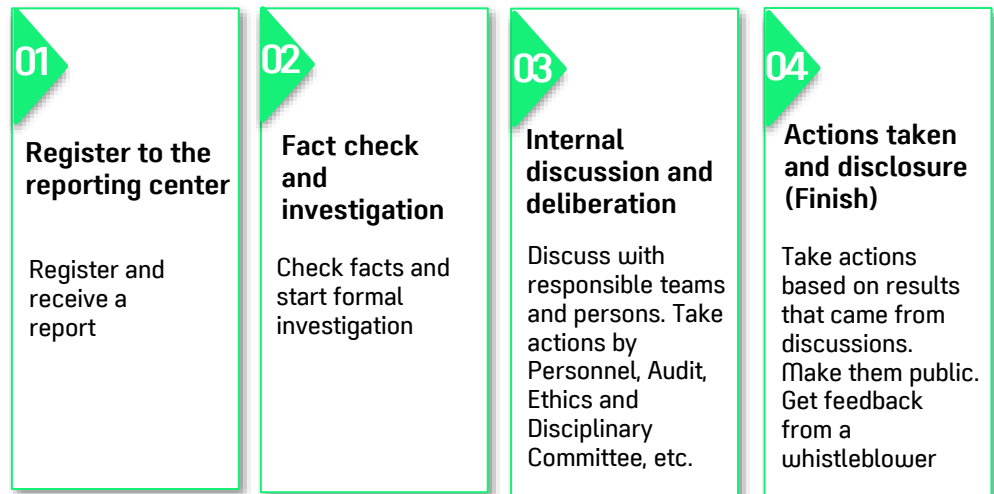 01
Register to the
reporting center
Register and
receive a
report
02
Fact check
and
investigation
Check facts and
start formal
investigation
03
Internal
discussion and
deliberation
Discuss with
responsible teams
and persons. Take
actions by
Personnel, Audit,
Ethics and
Disciplinary
Committee, etc.
04
Actions taken
and disclosure
(Finish)
Take actions
based on results
that came from
discussions.
Make them public.
Get feedback
from a
whistleblower